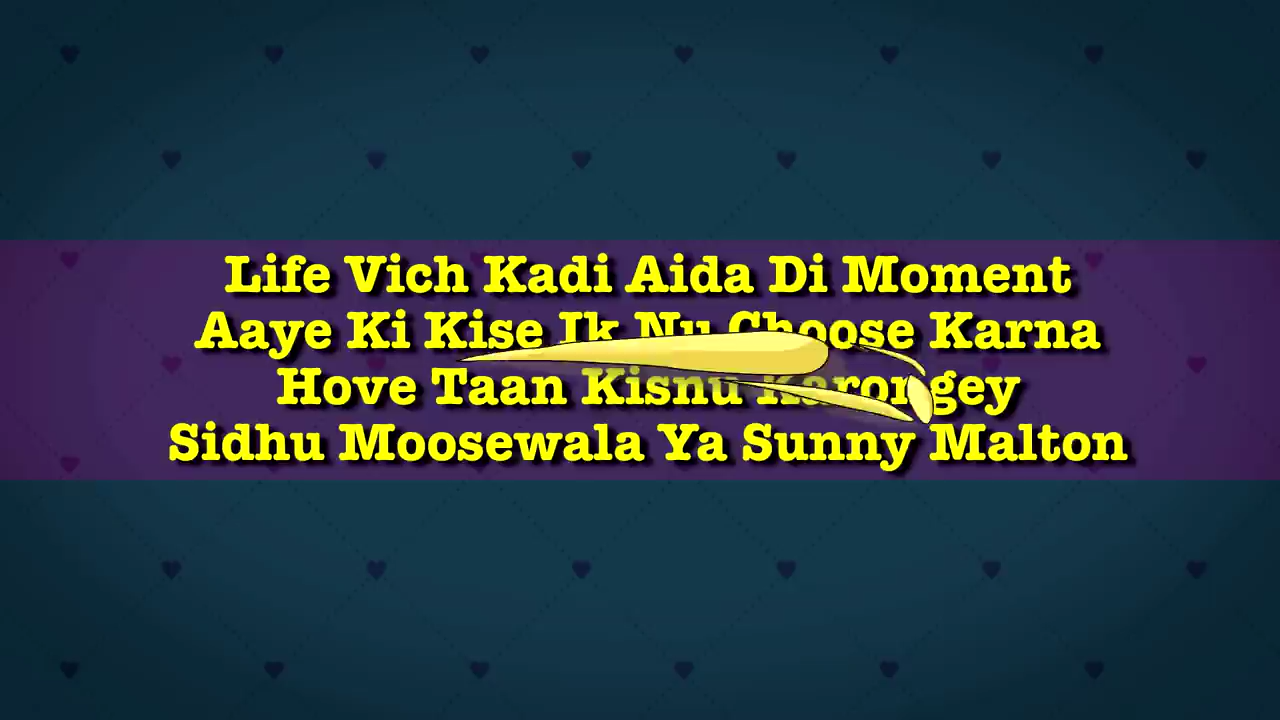 Life Vich Kadi Aida Di Moment
Aaye Ki Kise Ik Nu Choose Karna
Hove Taan Kisnu Karongey
Sidhu Moosewala Ya Sunny Malton